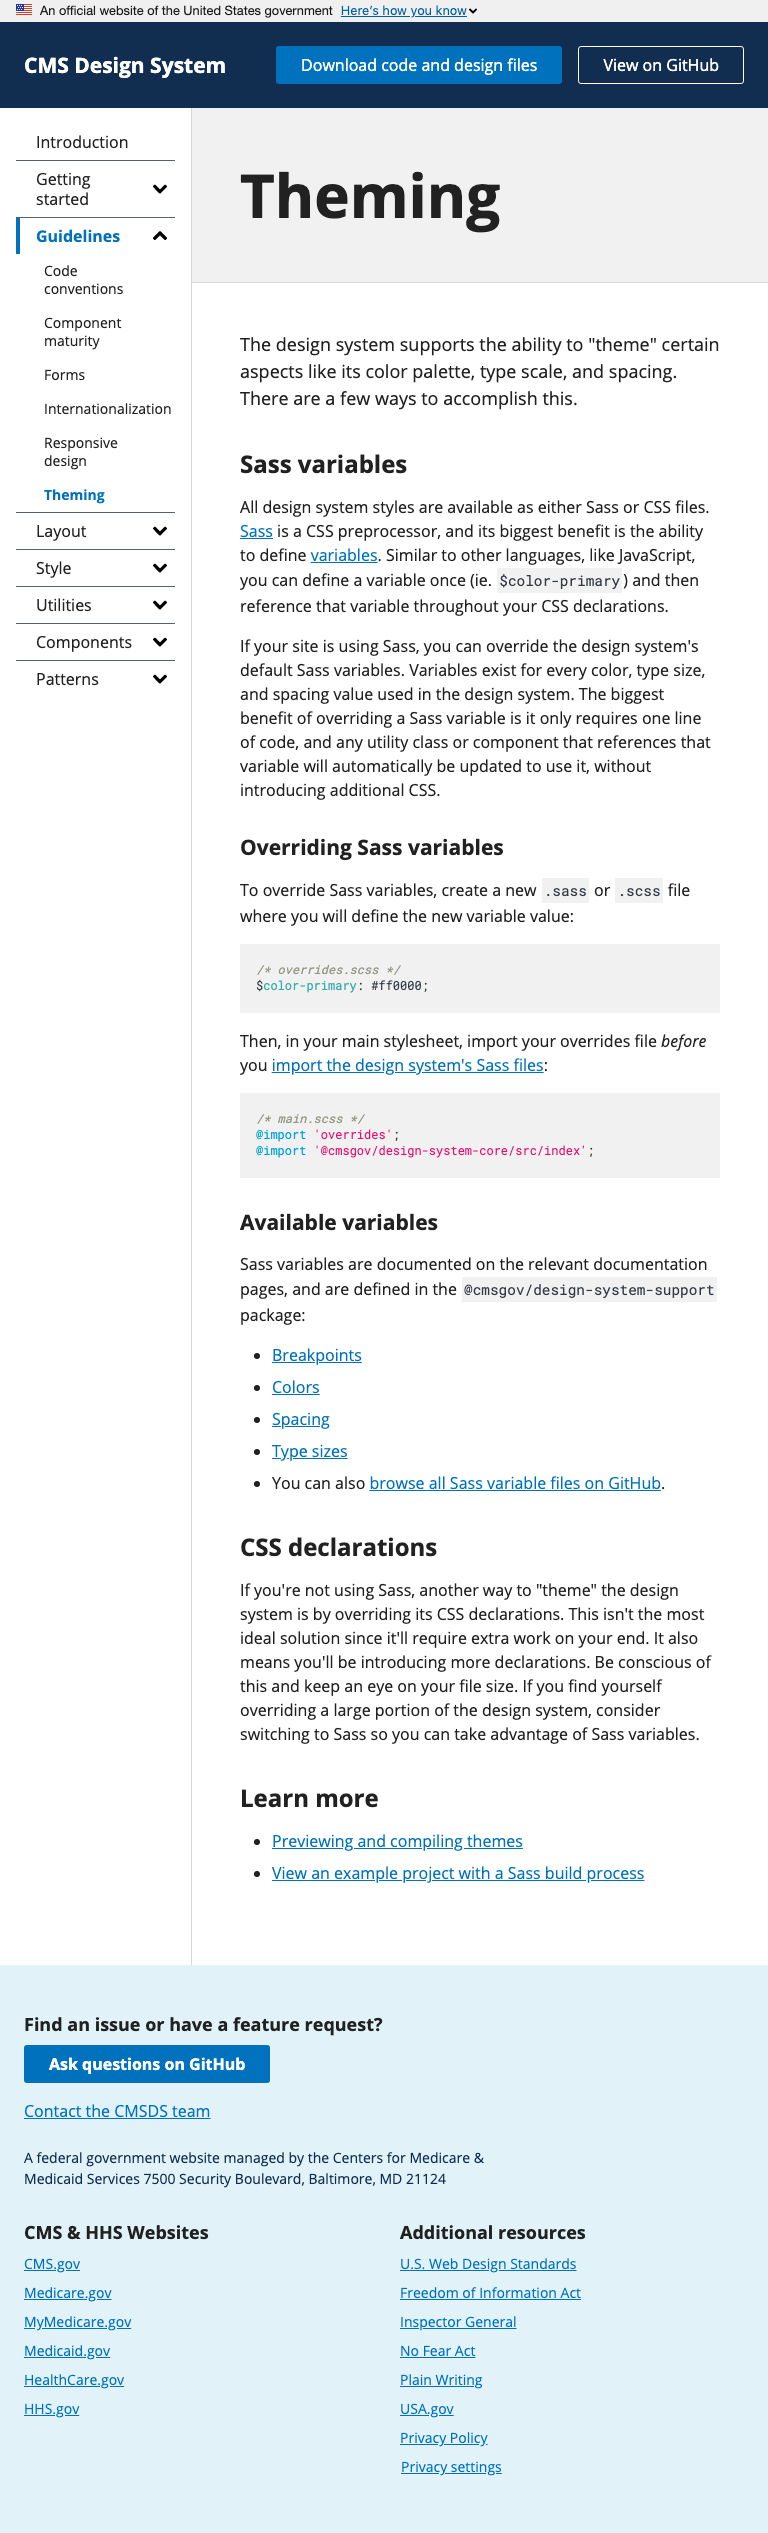 An official website of the United States government Here's how you know
CMS Design System
Download code and design files
View on GitHub
Introduction
Getting
started
Guidelines
Code
conventions
Component
maturity
Forms
Internationalization
Responsive
design
Theming
Layout
Style
Utilities
Components
Patterns
Theming
The design system supports the ability to "theme" certain
aspects like its color palette, type scale, and spacing.
There are a few ways to accomplish this.
Sass variables
All design system styles are available as either Sass or CSS files.
Sass is a CSS preprocessor, and its biggest benefit is the ability
to define variables. Similar to other languages, like JavaScript,
you can define a variable once (ie. $color-primary) and then
reference that variable throughout your CSS declarations.
If your site is using Sass, you can override the design system's
default Sass variables. Variables exist for every color, type size,
and spacing value used in the design system. The biggest
benefit of overriding a Sass variable is it only requires one line
of code, and any utility class or component that references that
variable will automatically be updated to use it, without
introducing additional CSS.
Overriding Sass variables
To override Sass variables, create a new .sass or .scss file
where you will define the new variable value:
/* overrides.scss */
$color-primary: #ff0000;
Then, in your main stylesheet, import your overrides file before
you import the design system's Sass files:
/* main.scss */
@import 'overrides';
@import '@cmsgov/design-system-core/src/index';
Available variables
Sass variables are documented on the relevant documentation
pages, and are defined in the @cmsgov/design-system-support
package:
• Breakpoints
• Colors
• Spacing
• Type sizes
• You can also browse all Sass variable files on GitHub.
CSS declarations
If you're not using Sass, another way to "theme" the design
system is by overriding its CSS declarations. This isn't the most
ideal solution since it'll require extra work on your end. It also
means you'll be introducing more declarations. Be conscious of
this and keep an eye on your file size. If you find yourself
overriding a large portion of the design system, consider
switching to Sass so you can take advantage of Sass variables.
Learn more
• Previewing and compiling themes
• View an example project with a Sass build process
Find an issue or have a feature request?
Ask questions on GitHub
Contact the CMSDS team
A federal government website managed by the Centers for Medicare &
Medicaid Services 7500 Security Boulevard, Baltimore, MD 21124
CMS & HHS Websites
CMS.gov
Medicare.gov
MyMedicare.gov
Medicaid.gov
HealthCare.gov
HHS.gov
Additional resources
U.S. Web Design Standards
Freedom of Information Act
Inspector General
No Fear Act
Plain Writing
USA.gov
Privacy Policy
Privacy settings